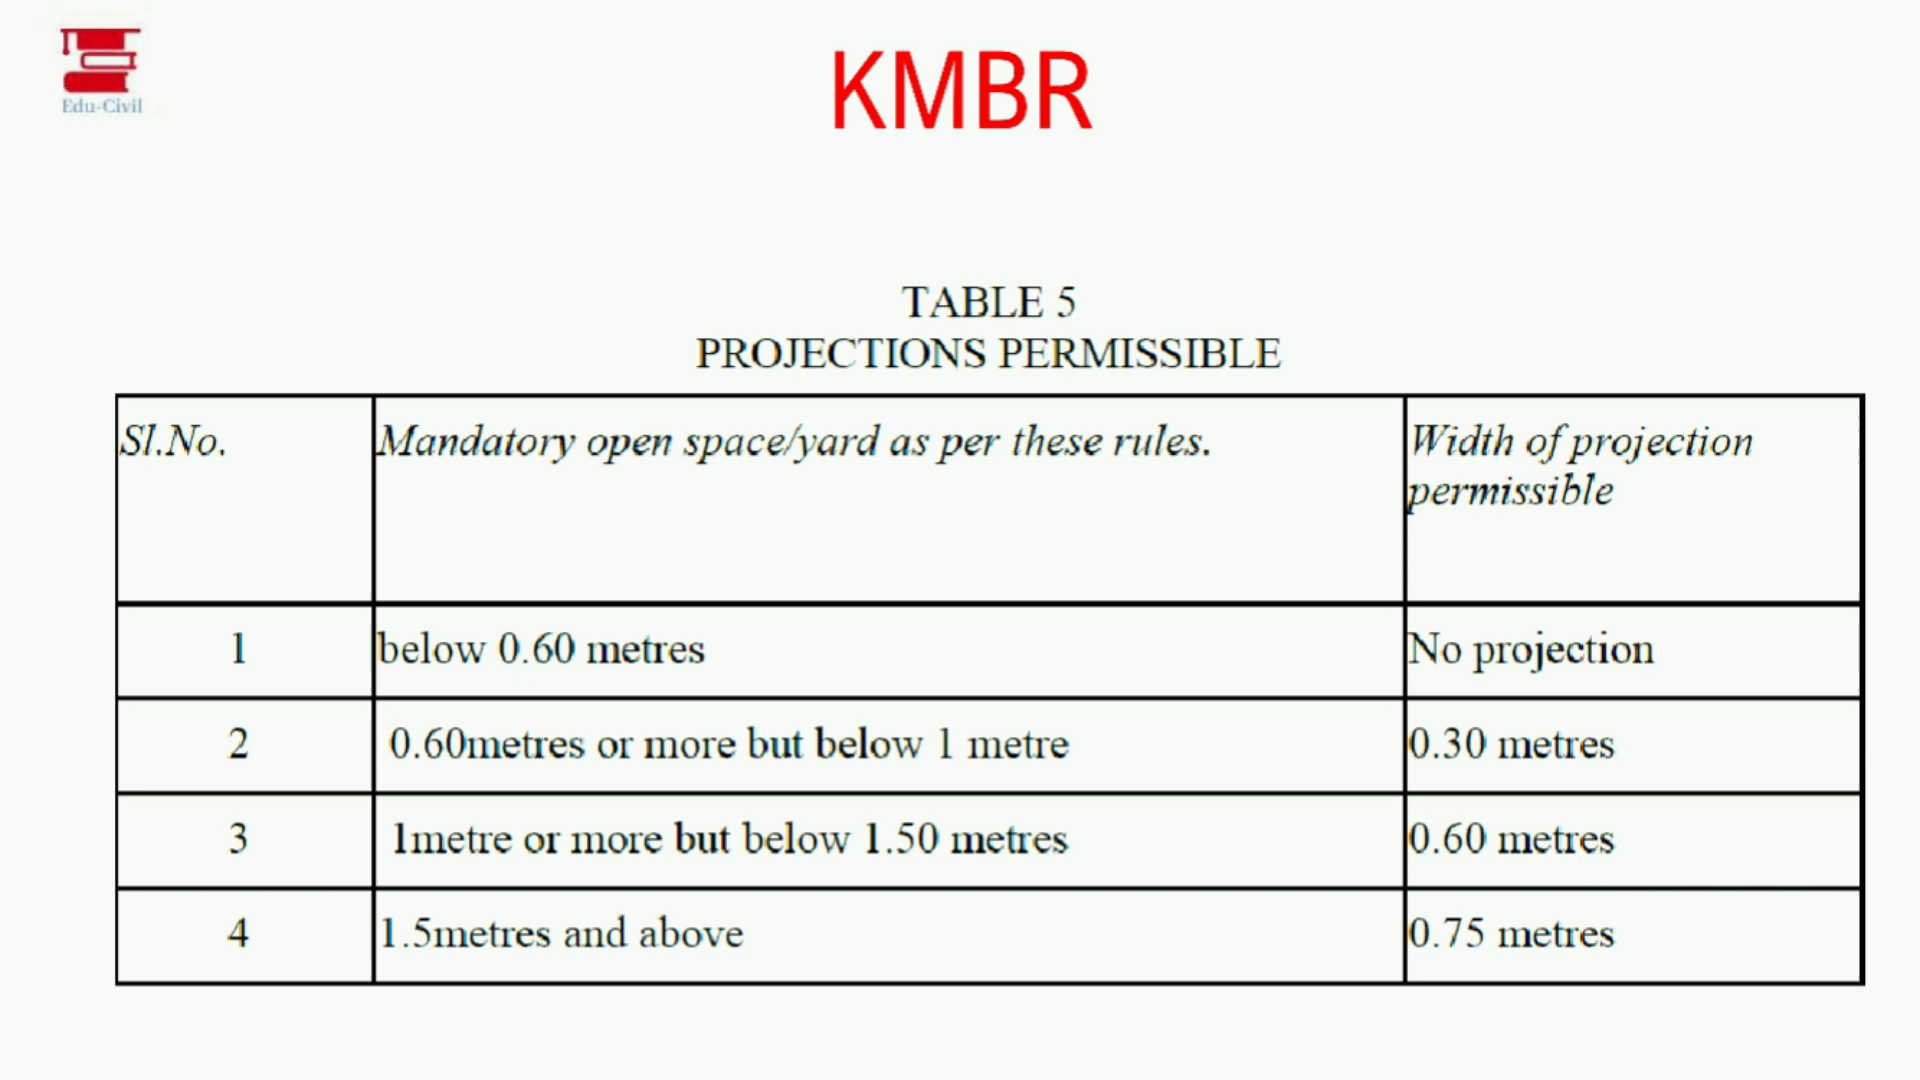 Edu-Civil
KMBR
TABLE 5
PROJECTIONS PERMISSIBLE
Sl.No. Mandatory open space/yard as per these rules. Width of projection
permissible
1 below 0.60 metres No projection
2 0.60metres or more but below 1 metre 0.30 metres
3 1metre or more but below 1.50 metres 0.60 metres
4 1.5metres and above 0.75 metres